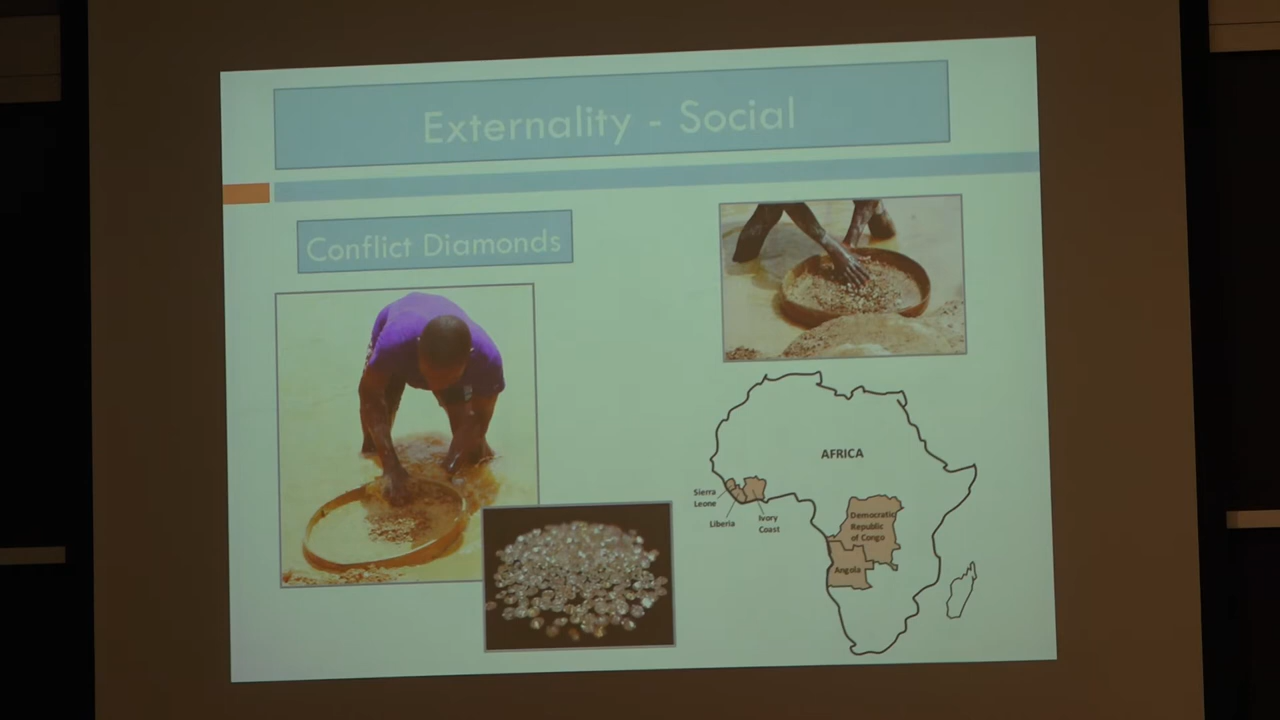 Externality - Social
Conflict Diamonds
AFRICA
Sierra
Leone
Liberia
Ivory
Coast
Democratic
Republic
of Congo
Angola